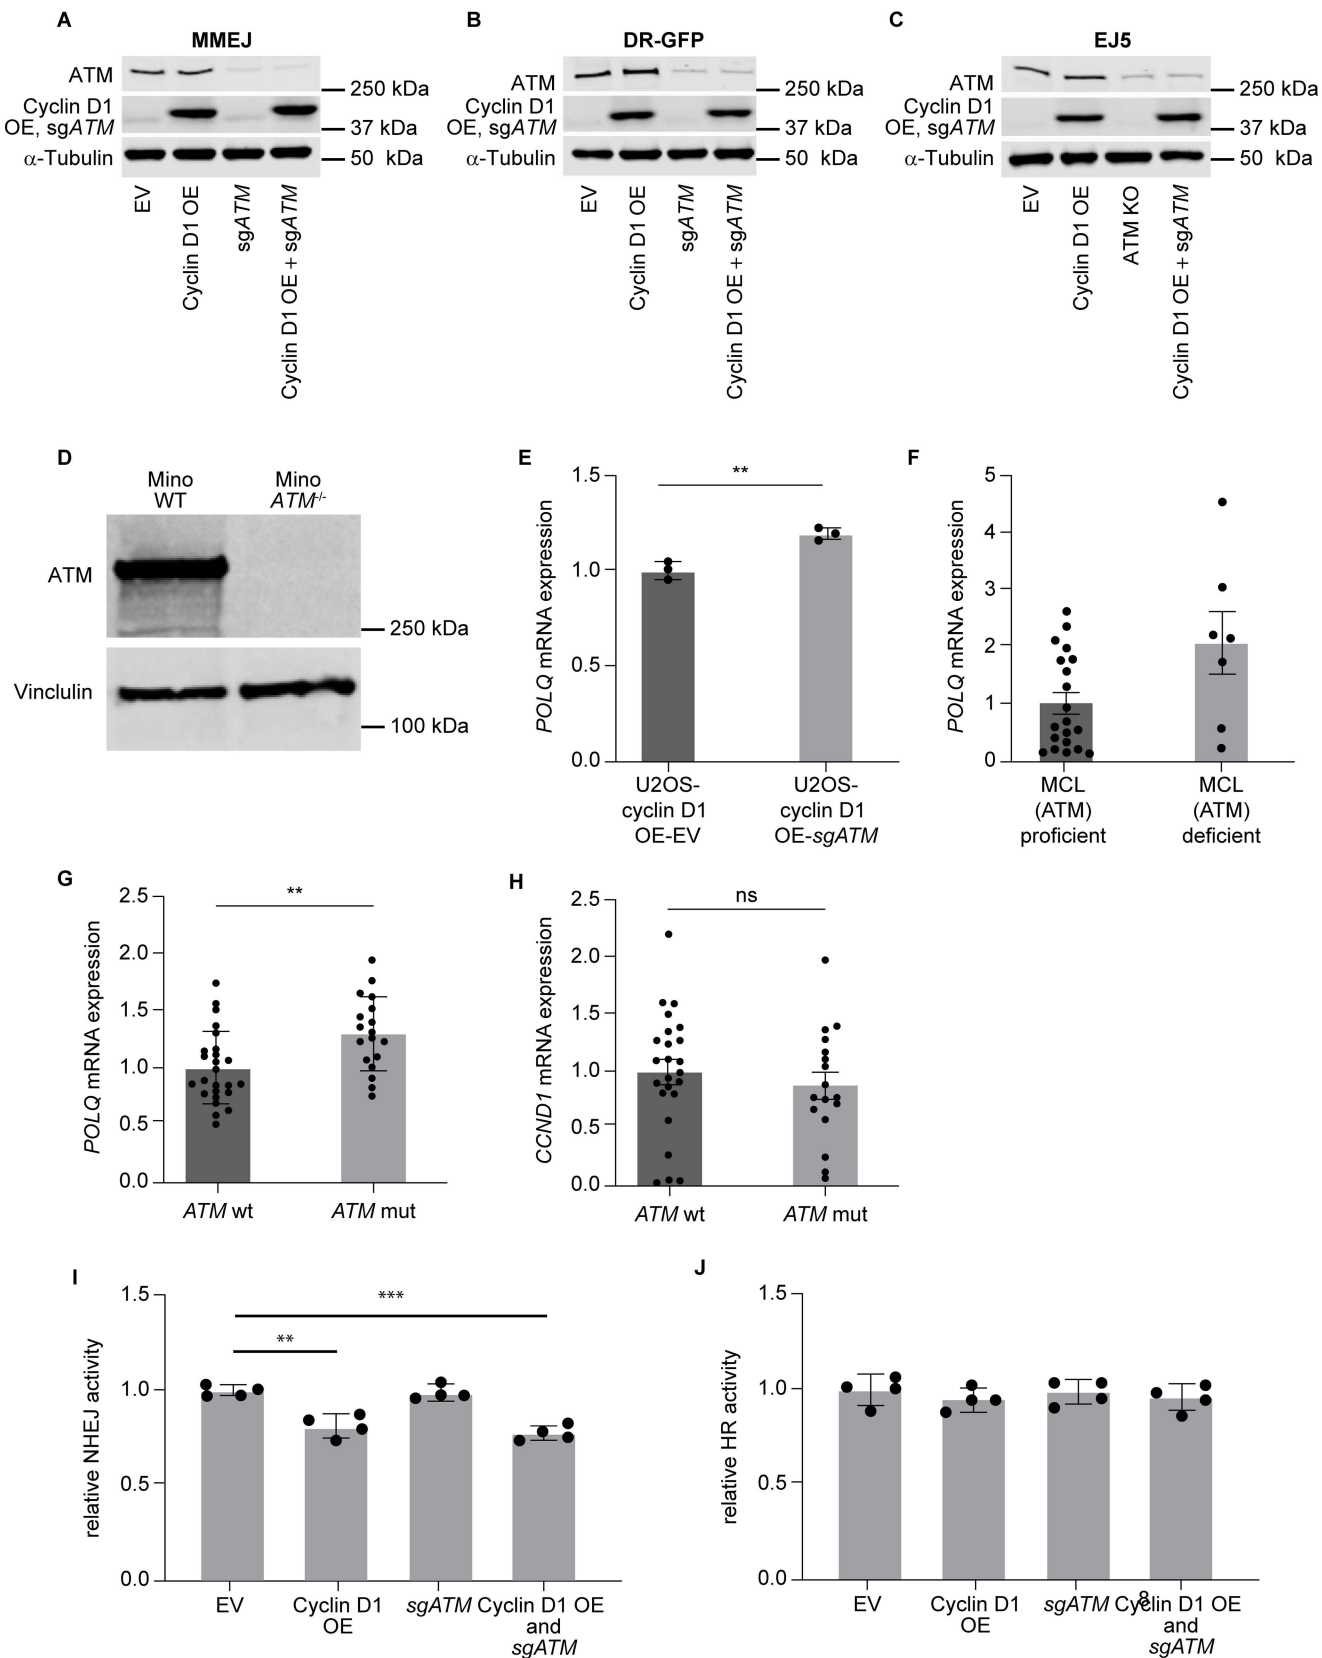 A
MMEJ
ATM
250 kDa
Cyclin D1
OE, sgATM
37 kDa
α-Tubulin
50 kDa
EV
Cyclin D1 OE
sgATM
Cyclin D1 OE + sgATM
B
DR-GFP
ATM
250 kDa
Cyclin D1
OE, sgATM
37 kDa
α-Tubulin
50 kDa
EV
Cyclin D1 OE
sgATM
Cyclin D1 OE + sgATM
C
EJ5
ATM
250 kDa
Cyclin D1
OE, sgATM
37 kDa
α-Tubulin
50 kDa
EV
Cyclin D1 OE
ATM KO
Cyclin D1 OE + sgATM
D
Mino
WT
Mino
ATM-/-
ATM
250 kDa
Vinclulin
100 kDa
E
POLQ mRNA expression
1.5
1.0
0.5
0.0
**
U2OS-
cyclin D1
OE-EV
U2OS-
cyclin D1
OE-sgATM
F
POLQ mRNA expression
5
4
3
2
1
0
MCL
(ATM)
proficient
MCL
(ATM)
deficient
G
POLQ mRNA expression
2.5
2.0
1.5
1.0
0.5
0.0
**
ATM wt
ATM mut
H
CCND1 mRNA expression
2.5
2.0
1.5
1.0
0.5
0.0
ns
ATM wt
ATM mut
I
relative NHEJ activity
1.5
1.0
0.5
0.0
***
**
EV
Cyclin D1
OE
sgATM
Cyclin D1 OE
and
sgATM
J
relative HR activity
1.5
1.0
0.5
0.0
EV
Cyclin D1
OE
sgATM
Cyclin D1 OE
and
sgATM
8